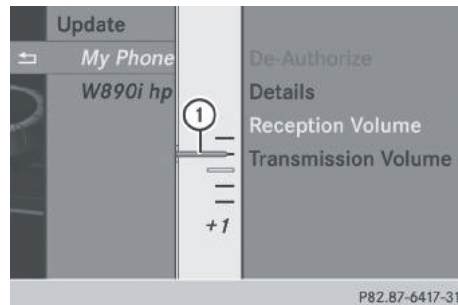 Update
My Phone
W890i hp
1
+1
De-Authorize
Details
Reception Volume
Transmission Volume
P82.87-6417-31